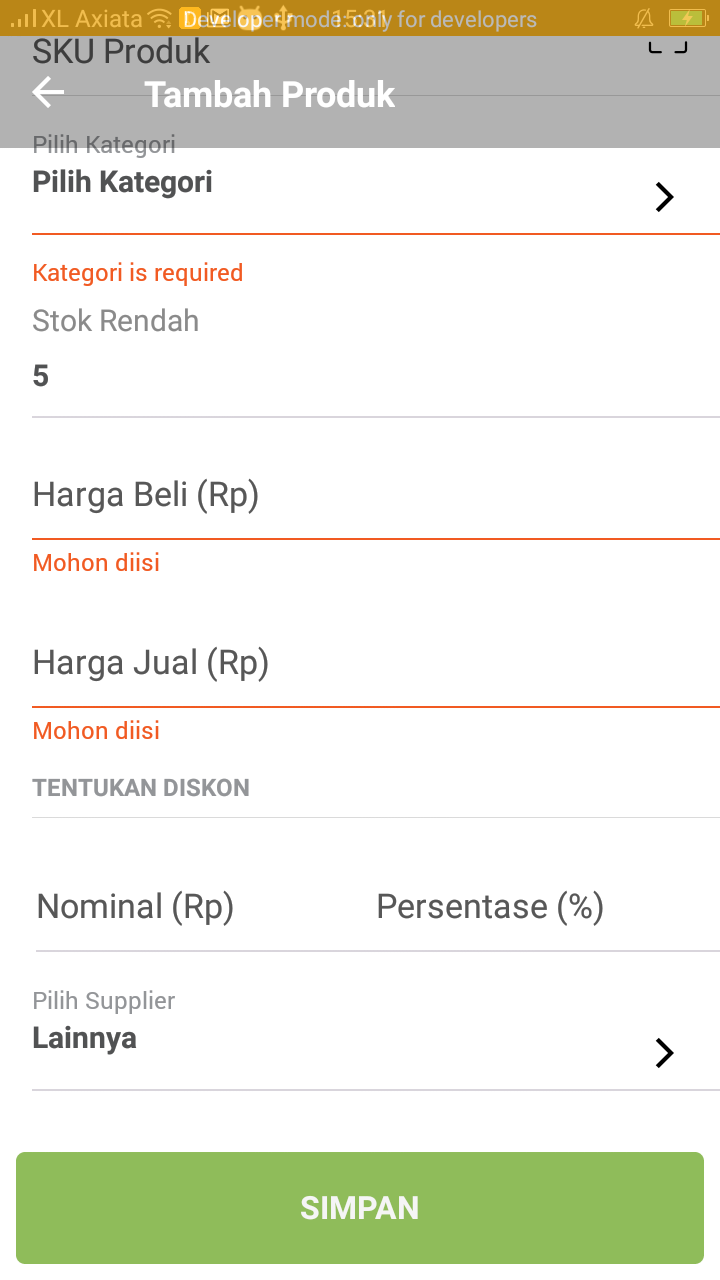 XL Axiata Developer mode: only for developers 15:31
SKU Produk
Tambah Produk
Pilih Kategori
Pilih Kategori
Kategori is required
Stok Rendah
5
Harga Beli (Rp)
Mohon diisi
Harga Jual (Rp)
Mohon diisi
TENTUKAN DISKON
Nominal (Rp) Persentase (%)
Pilih Supplier
Lainnya
SIMPAN